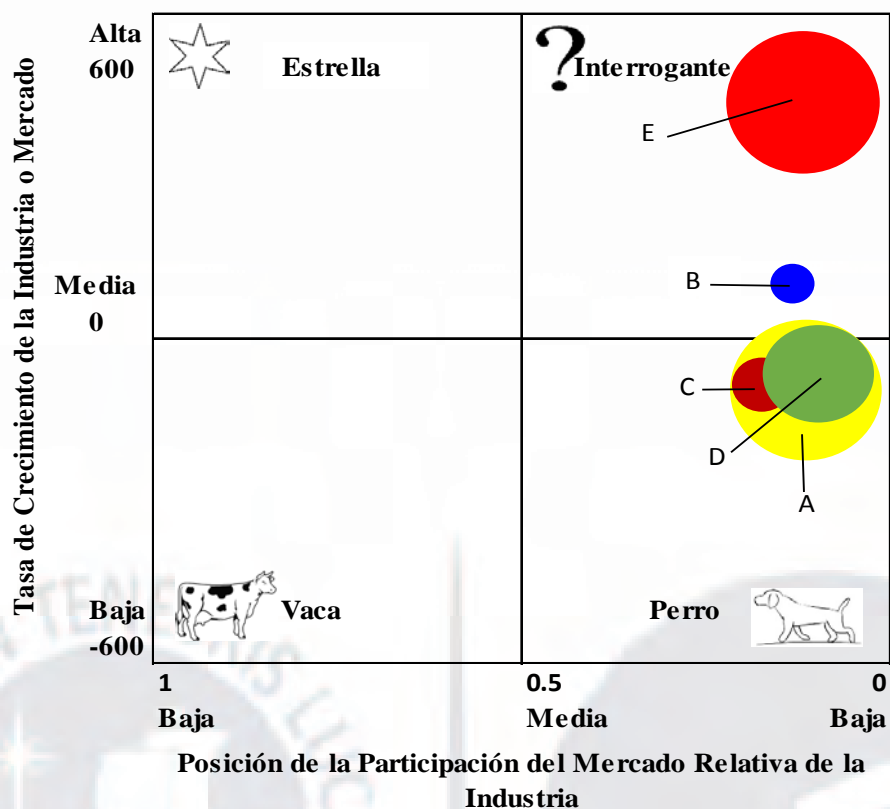 Alta
600
Estrella
?
Interrogante
E
Tasa de Crecimiento de la Industria o Mercado
B
Media
0
C
D
A
Baja
-600
Vaca
Perro
1
0.5
0
Baja
Media
Baja
Posición de la Participación del Mercado Relativa de la
Industria